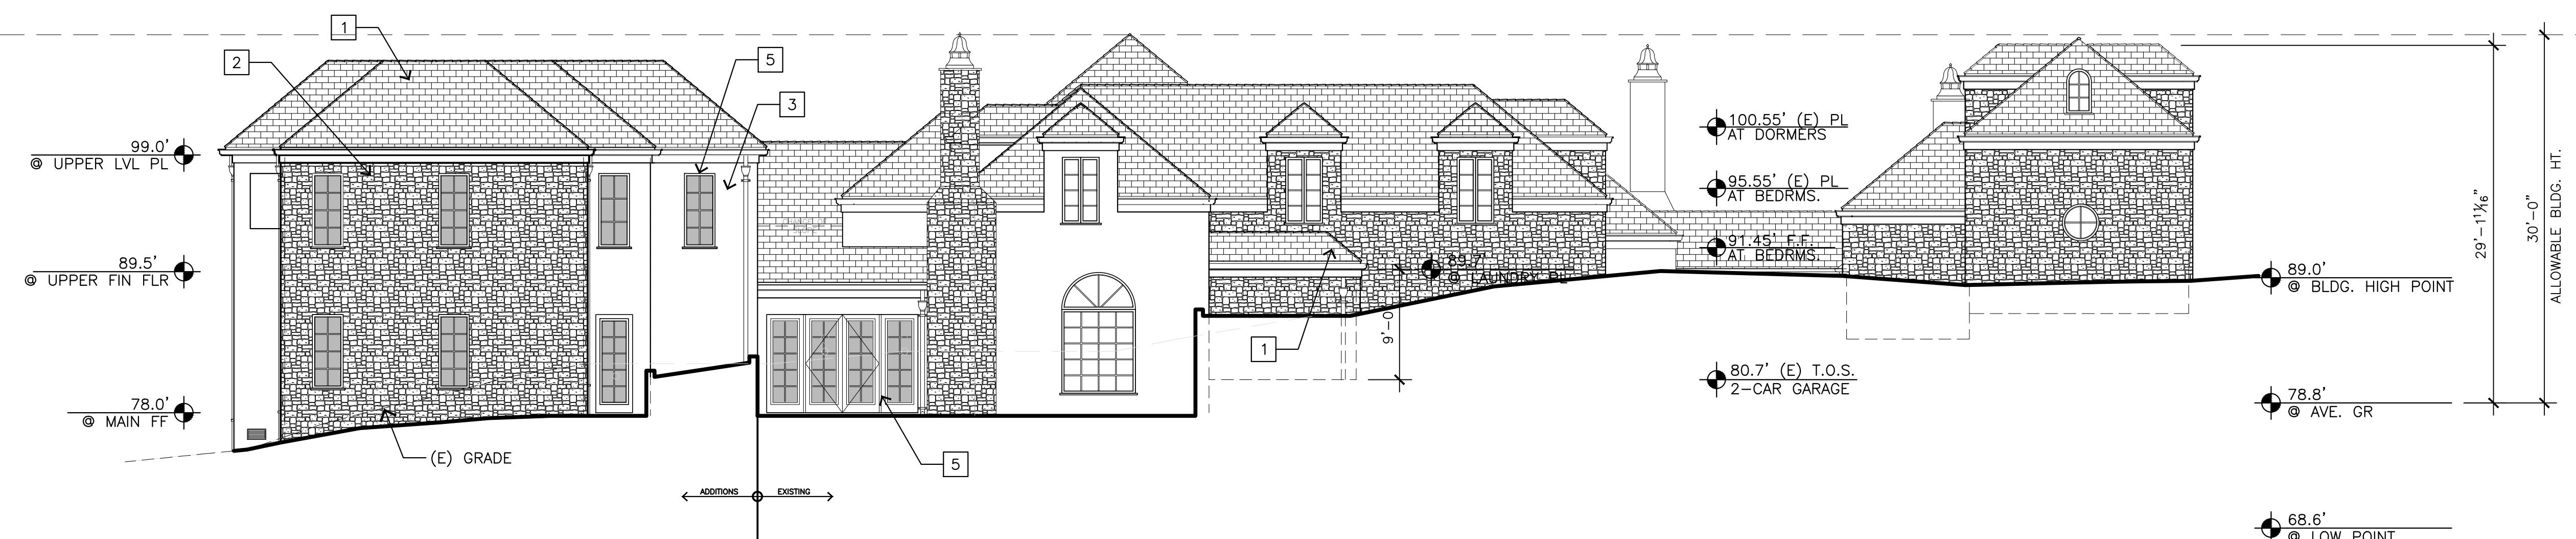 1
2
5
3
99.0'
@ UPPER LVL PL
89.5'
@ UPPER FIN FLR
78.0'
@ MAIN FF
(E) GRADE
5
ADDITIONS
EXISTING
CHANGE OF
1
89.7'
@ LAUNDRY PL
9'-0
100.55' (E) PL
AT DORMERS
95.55' (E) PL
AT BEDRMS.
91.45' F.F.
AT BEDRMS.
80.7' (E) T.O.S.
2-CAR GARAGE
89.0'
@ BLDG. HIGH POINT
78.8'
@ AVE. GR
68.6'
@ LOW POINT
29'-1 11/16"
30'-0"
ALLOWABLE BLDG. HT.